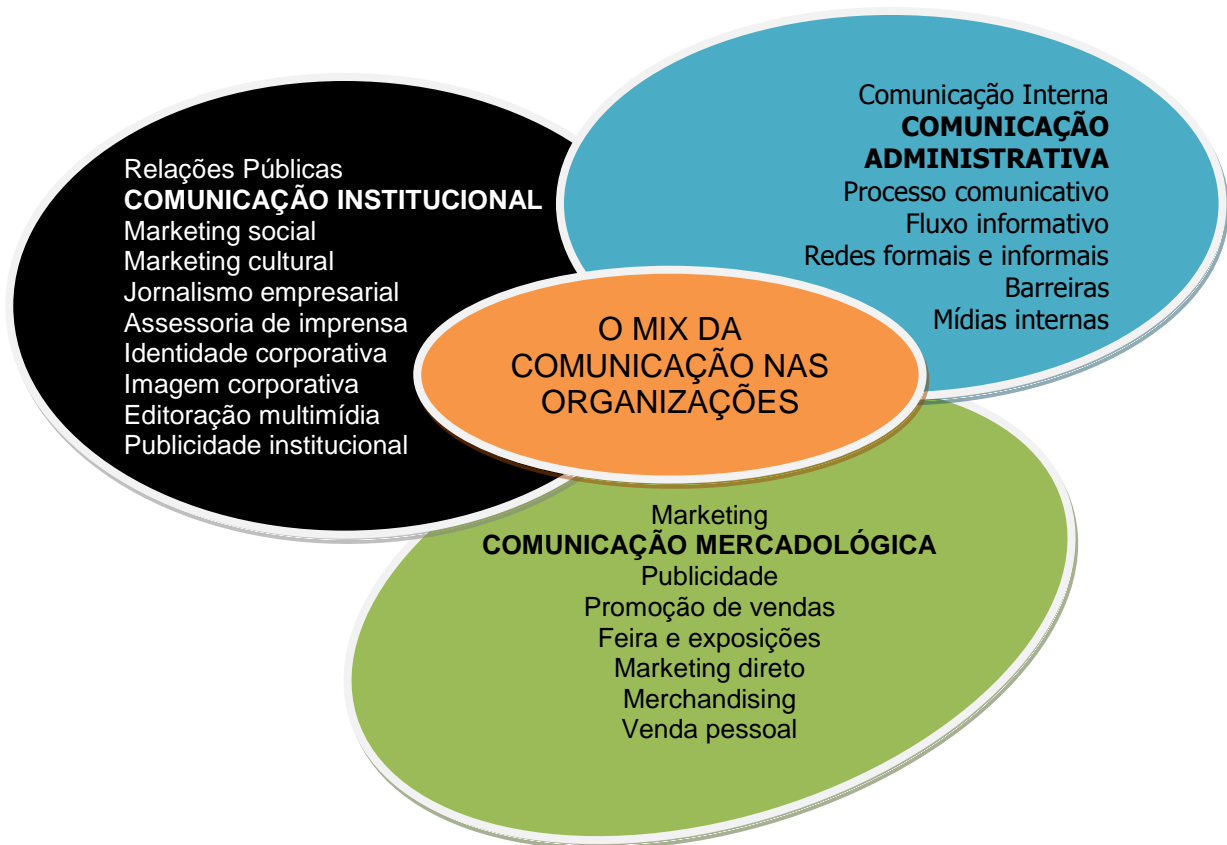 Relações Públicas
COMUNICAÇÃO INSTITUCIONAL
Marketing social
Marketing cultural
Jornalismo empresarial
Assessoria de imprensa
Identidade corporativa
Imagem corporativa
Editoração multimídia
Publicidade institucional
Comunicação Interna
COMUNICAÇÃO
ADMINISTRATIVA
Processo comunicativo
Fluxo informativo
Redes formais e informais
Barreiras
Mídias internas
O MIX DA
COMUNICAÇÃO NAS
ORGANIZAÇÕES
Marketing
COMUNICAÇÃO MERCADOLÓGICA
Publicidade
Promoção de vendas
Feira e exposições
Marketing direto
Merchandising
Venda pessoal